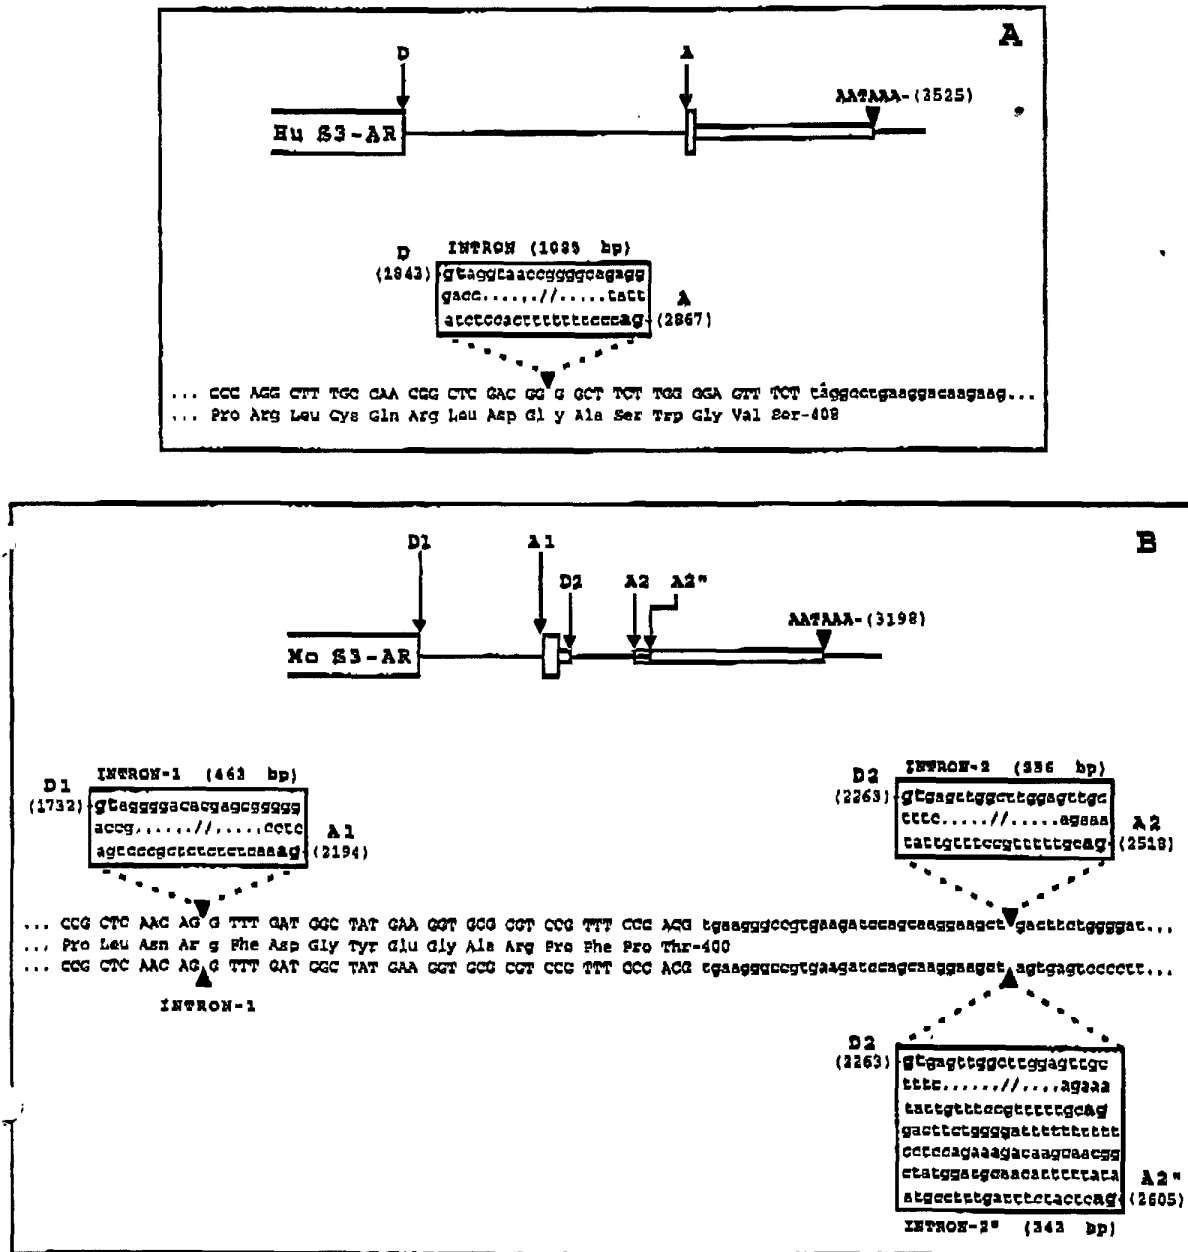 A
D A
AATAAA-(3525)
Hu S3-AR
D INTRON (1085 bp)
(1843) gtaggtaaccggggcagagg
gacc......//.....tatt
A
atctccacttttttttcccag (2867)
... CCC AGG CTT TGC CAA CGG CTC GAC GG G GCT TCT TGG GGA GTT TCT taggcctgaaggacaagaag...
... Pro Arg Leu Cys Gln Arg Leu Asp Gl y Ala Ser Trp Gly Val Ser-408
B
D1 A1
D2 A2 A2"
AATAAA-(3198)
Mo S3-AR
D1 INTRON-1 (463 bp)
(1732) gtaggggacacgagcggggg
accg......//.....cctc
A1
agtcccgctctctctcaaag (2194)
D2 INTRON-2 (356 bp)
(2263) gtgagttggcttggagttgc
tttc.....//.....agaaa
A2
tattgtttccgtttttgcag (2518)
... CCG CTC AAC AG G TTT GAT GGC TAT GAA GGT GCG CGT CCG TTT CCC ACG tgaagggccgtgaagatccagcaaggaagct gacttctggggat...
... Pro Leu Asn Ar g Phe Asp Gly Tyr Glu Gly Ala Arg Pro Phe Pro Thr-400
... CCG CTC AAC AG G TTT GAT GGC TAT GAA GGT GCG CGT CCG TTT CCC ACG tgaagggccgtgaagatccagcaaggaagct agtgagtcccctt...
INTRON-1
D2
(2263) gtgagttggcttggagttgc
tttc......//....agaaa
tattgtttccgtttttgcag
gacttctggggatttttttttt
cctccagaaagacaagcaacgg
ctatggatgcaacatttttata
A2"
atgcctttgatttctactcag (2605)
INTRON-2" (343 bp)